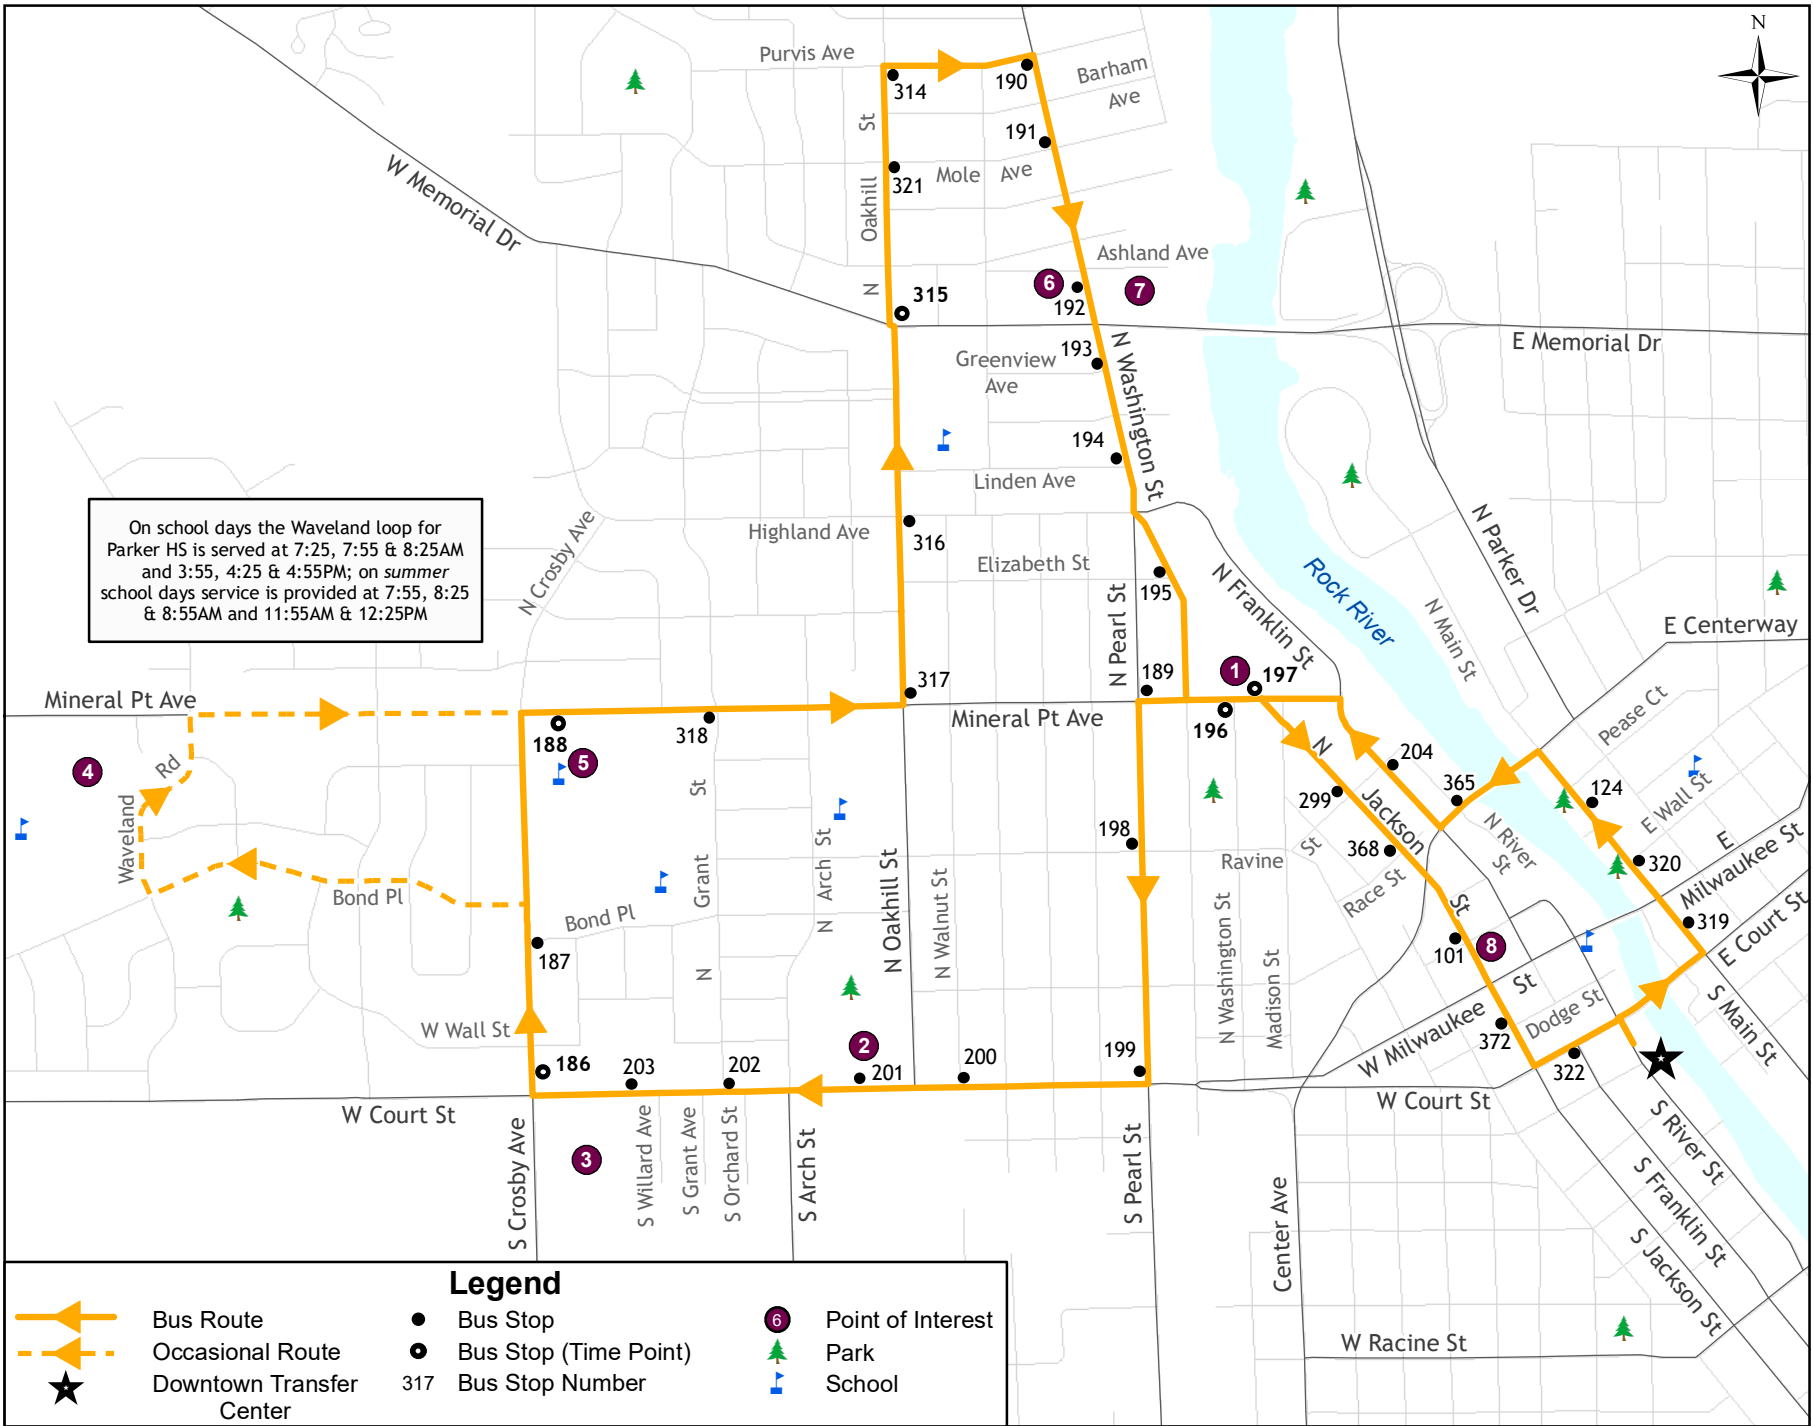 N
Purvis Ave
Barham
Ave
314
190
191
St
Mole Ave
321
Oakhill
W Memorial Dr
Ashland Ave
N
315
6
7
192
E Memorial Dr
193
Greenview
Ave
N Washington St
194
Linden Ave
On school days the Waveland loop for
Parker HS is served at 7:25, 7:55 & 8:25AM
and 3:55, 4:25 & 4:55PM; on summer
school days service is provided at 7:55, 8:25
& 8:55AM and 11:55AM & 12:25PM
N Crosby Ave
Highland Ave
316
Elizabeth St
195
N Pearl St
N Franklin St
Rock River
N Parker Dr
N Main St
E Centerway
Mineral Pt Ave
317
189
1
197
Mineral Pt Ave
196
188
318
5
4
Rd
Waveland
Pease Ct
N
Jackson
St
204
365
124
299
E Wall St
368
198
Ravine
St
Race St
N River
St
E
Milwaukee St
320
319
E Court St
St
N Grant
N Arch St
N Oakhill St
N Walnut St
Bond Pl
Bond Pl
187
N Washington St
Madison St
101
8
W Milwaukee
St
Dodge St
372
322
S Main St
W Wall St
186
203
202
2
201
200
199
W Court St
W Court St
S Crosby Ave
3
S Willard Ave
S Grant Ave
S Orchard St
S Arch St
S Pearl St
Center Ave
S River St
S Franklin St
S Jackson St
W Racine St
Legend
Bus Route
Bus Stop
6
Point of Interest
Occasional Route
Bus Stop (Time Point)
Park
Downtown Transfer
Center
317
Bus Stop Number
School